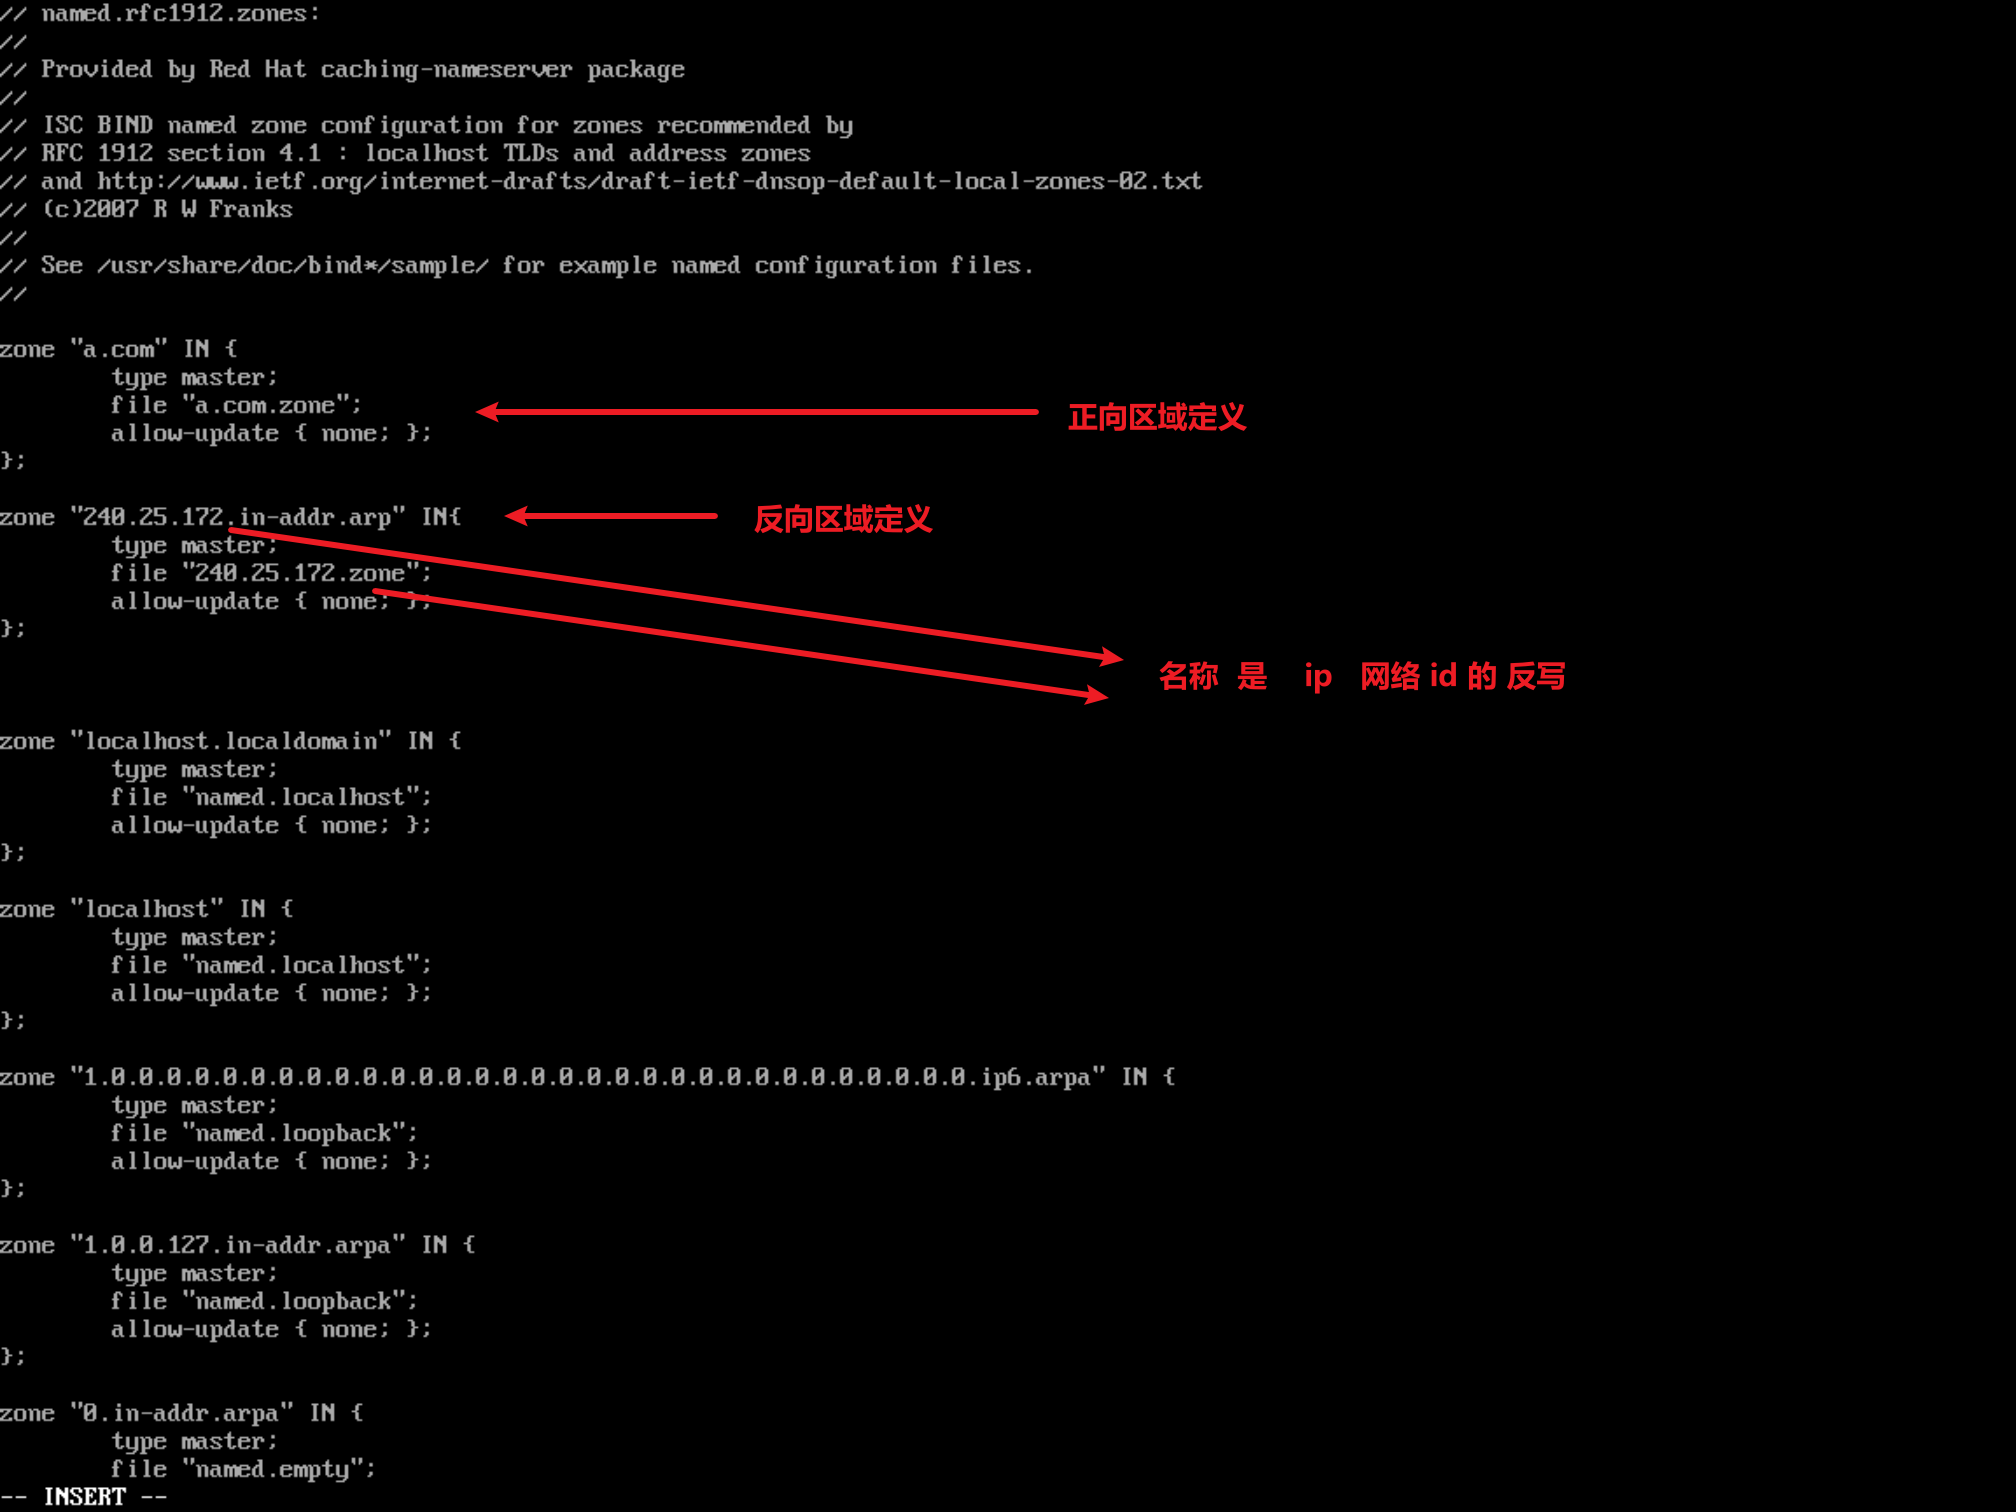 // named.rfc1912.zones:
//
// Provided by Red Hat caching-nameserver package
//
// ISC BIND named zone configuration for zones recommended by
// RFC 1912 section 4.1 : localhost TLDs and address zones
// and http://www.ietf.org/internet-drafts/draft-ietf-dnsop-default-local-zones-02.txt
// (c)2007 R W Franks
//
// See /usr/share/doc/bind*/sample/ for example named configuration files.
//
zone "a.com" IN {
type master;
file "a.com.zone";
正向区域定义
allow-update { none; };
};
zone "240.25.172.in-addr.arp" IN{
反向区域定义
type master;
file "240.25.172.zone";
allow-update { none; };
};
名称 是 ip 网络 id 的 反写
zone "localhost.localdomain" IN {
type master;
file "named.localhost";
allow-update { none; };
};
zone "localhost" IN {
type master;
file "named.localhost";
allow-update { none; };
};
zone "1.0.0.0.0.0.0.0.0.0.0.0.0.0.0.0.0.0.0.0.0.0.0.0.0.0.0.0.0.0.0.0.ip6.arpa" IN {
type master;
file "named.loopback";
allow-update { none; };
};
zone "1.0.0.127.in-addr.arpa" IN {
type master;
file "named.loopback";
allow-update { none; };
};
zone "0.in-addr.arpa" IN {
type master;
file "named.empty";
-- INSERT --